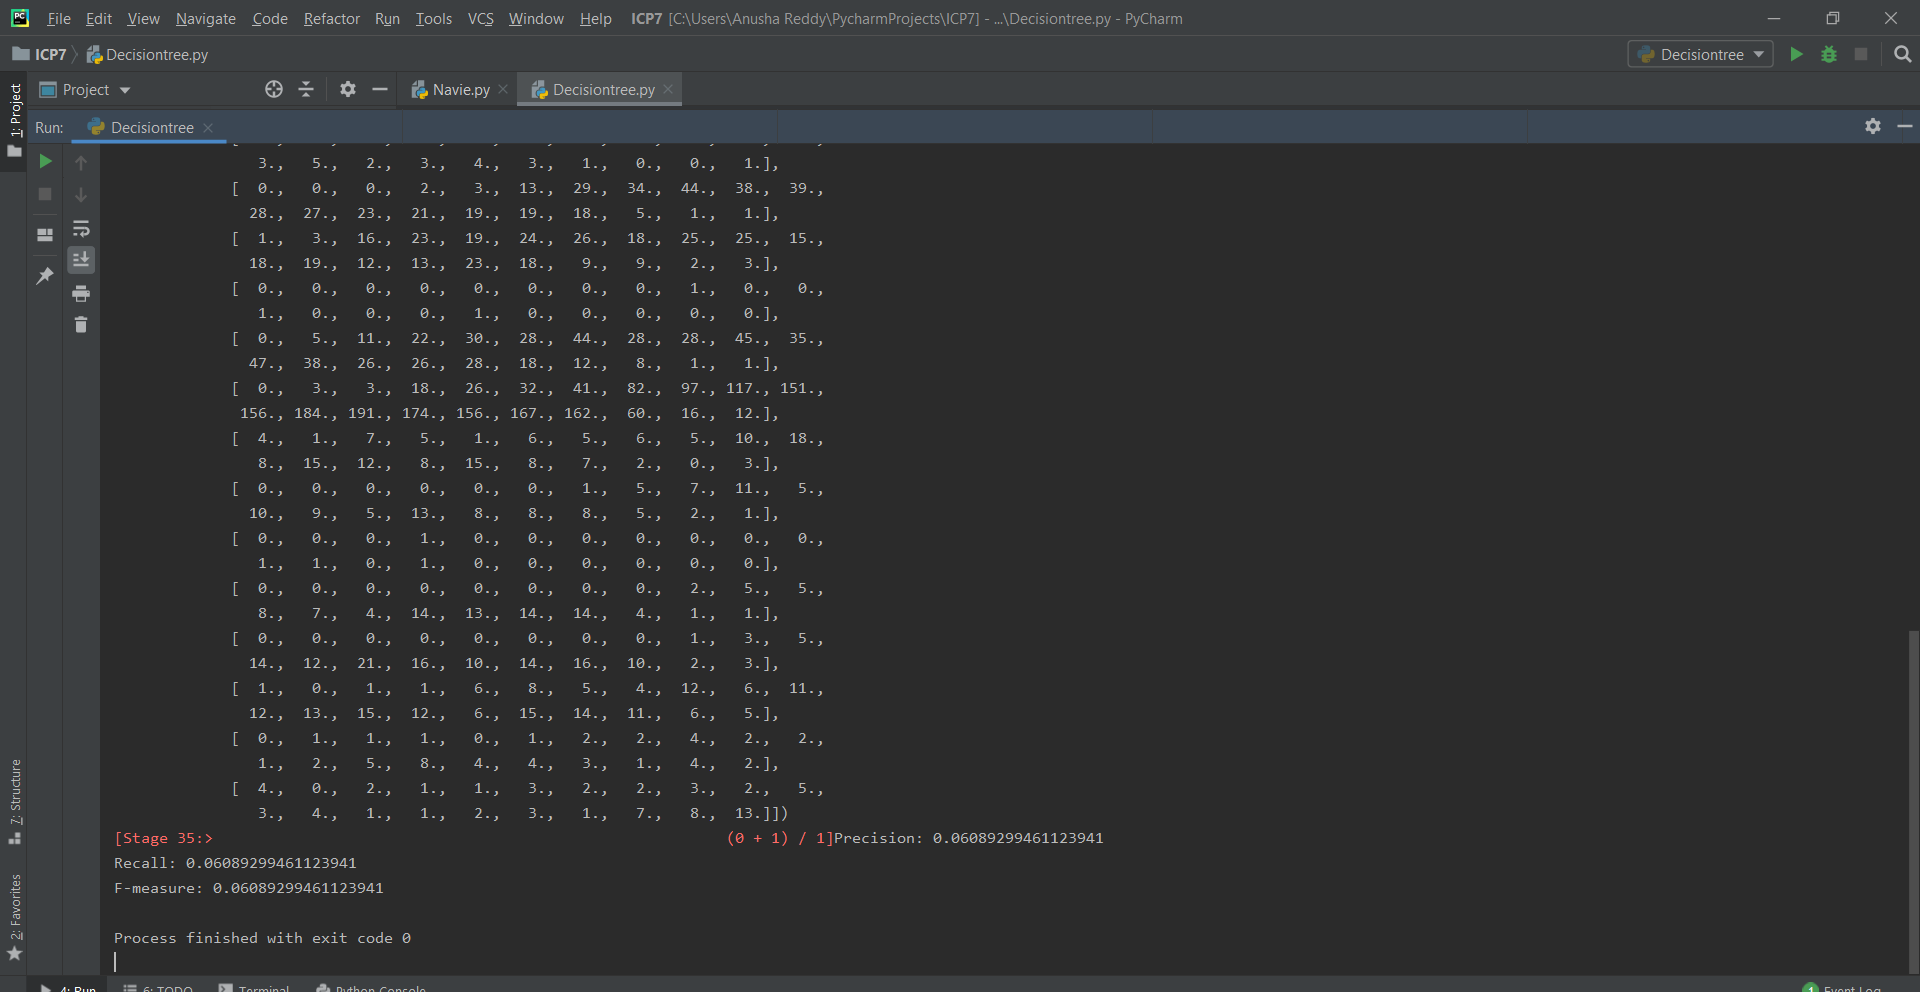 File Edit View Navigate Code Refactor Run Tools VCS Window Help ICP7 [C:\Users\Anusha Reddy\PycharmProjects\ICP7] - ...\Decisiontree.py - PyCharm
ICP7 Decisiontree.py Decisiontree
1: Project
Project Navie.py Decisiontree.py
Run: Decisiontree
3., 5., 2., 3., 4., 3., 1., 0., 0., 1.],
[ 0., 0., 0., 2., 3., 13., 29., 34., 44., 38., 39.,
28., 27., 23., 21., 19., 19., 18., 5., 1., 1.],
[ 1., 3., 16., 23., 19., 24., 26., 18., 25., 25., 15.,
18., 19., 12., 13., 23., 18., 9., 9., 2., 3.],
[ 0., 0., 0., 0., 0., 0., 0., 0., 1., 0., 0.,
1., 0., 0., 0., 1., 0., 0., 0., 0., 0.],
[ 0., 5., 11., 22., 30., 28., 44., 28., 28., 45., 35.,
47., 38., 26., 26., 28., 18., 12., 8., 1., 1.],
[ 0., 3., 3., 18., 26., 32., 41., 82., 97., 117., 151.,
156., 184., 191., 174., 156., 167., 162., 60., 16., 12.],
[ 4., 1., 7., 5., 1., 6., 5., 6., 5., 10., 18.,
8., 15., 12., 8., 15., 8., 7., 2., 0., 3.],
[ 0., 0., 0., 0., 0., 0., 1., 5., 7., 11., 5.,
10., 9., 5., 13., 8., 8., 8., 5., 2., 1.],
[ 0., 0., 0., 1., 0., 0., 0., 0., 0., 0., 0.,
1., 1., 0., 1., 0., 0., 0., 0., 0., 0.],
[ 0., 0., 0., 0., 0., 0., 0., 0., 2., 5., 5.,
8., 7., 4., 14., 13., 14., 14., 4., 1., 1.],
[ 0., 0., 0., 0., 0., 0., 0., 0., 1., 3., 5.,
14., 12., 21., 16., 10., 14., 16., 10., 2., 3.],
[ 1., 0., 1., 1., 6., 8., 5., 4., 12., 6., 11.,
12., 13., 15., 12., 6., 15., 14., 11., 6., 5.],
[ 0., 1., 1., 1., 0., 1., 2., 2., 4., 2., 2.,
1., 2., 5., 8., 4., 4., 3., 1., 4., 2.],
[ 4., 0., 2., 1., 1., 3., 2., 2., 3., 2., 5.,
3., 4., 1., 1., 2., 3., 1., 7., 8., 13.]])
[Stage 35:> (0 + 1) / 1]Precision: 0.06089299461123941
Recall: 0.06089299461123941
F-measure: 0.06089299461123941
Process finished with exit code 0
7: Structure
2: Favorites
4: Run 6: TODO Terminal Python Console 1 Event Log